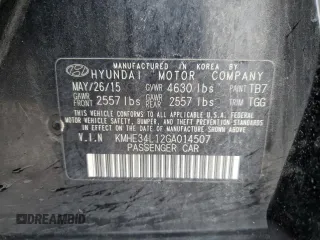 MANUFACTURED IN KOREA BY
HYUNDAI MOTOR COMPANY
MAY/26/15 GVWR 4630 lbs PAINT TB7
GAWR FRONT 2557 lbs GAWR REAR 2557 lbs TRIM TGG
THIS VEHICLE CONFORMS TO ALL APPLICABLE U.S.A. FEDERAL
MOTOR VEHICLE SAFETY, BUMPER, AND THEFT PREVENTION
STANDARDS IN EFFECT ON THE DATE OF MANUFACTURE SHOWN ABOVE.
V.I.N KMHE34L12GA014507
PASSENGER CAR
AUTOBIDMASTER